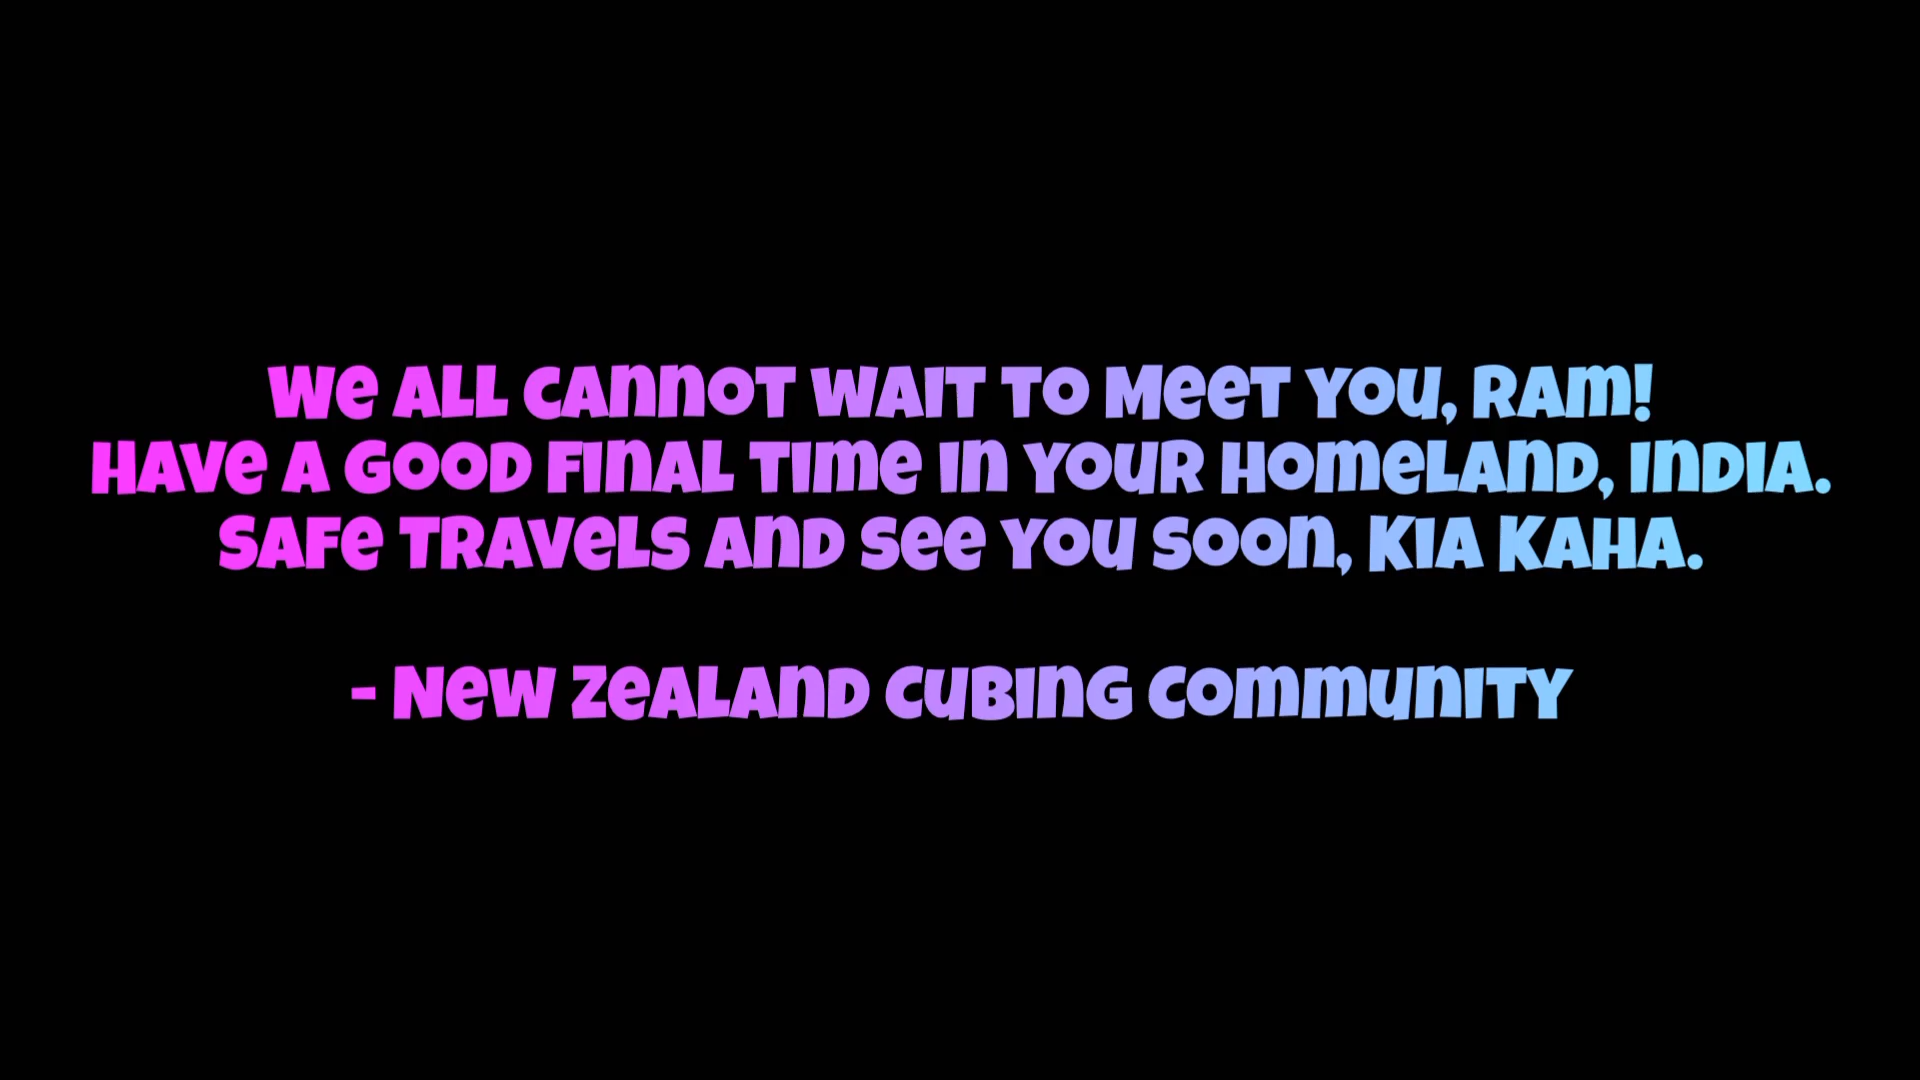 We all cannot wait to meet you, Ram!
Have a good final time in your homeland, India.
Safe travels and see you soon, Kia Kaha.
- New Zealand Cubing Community